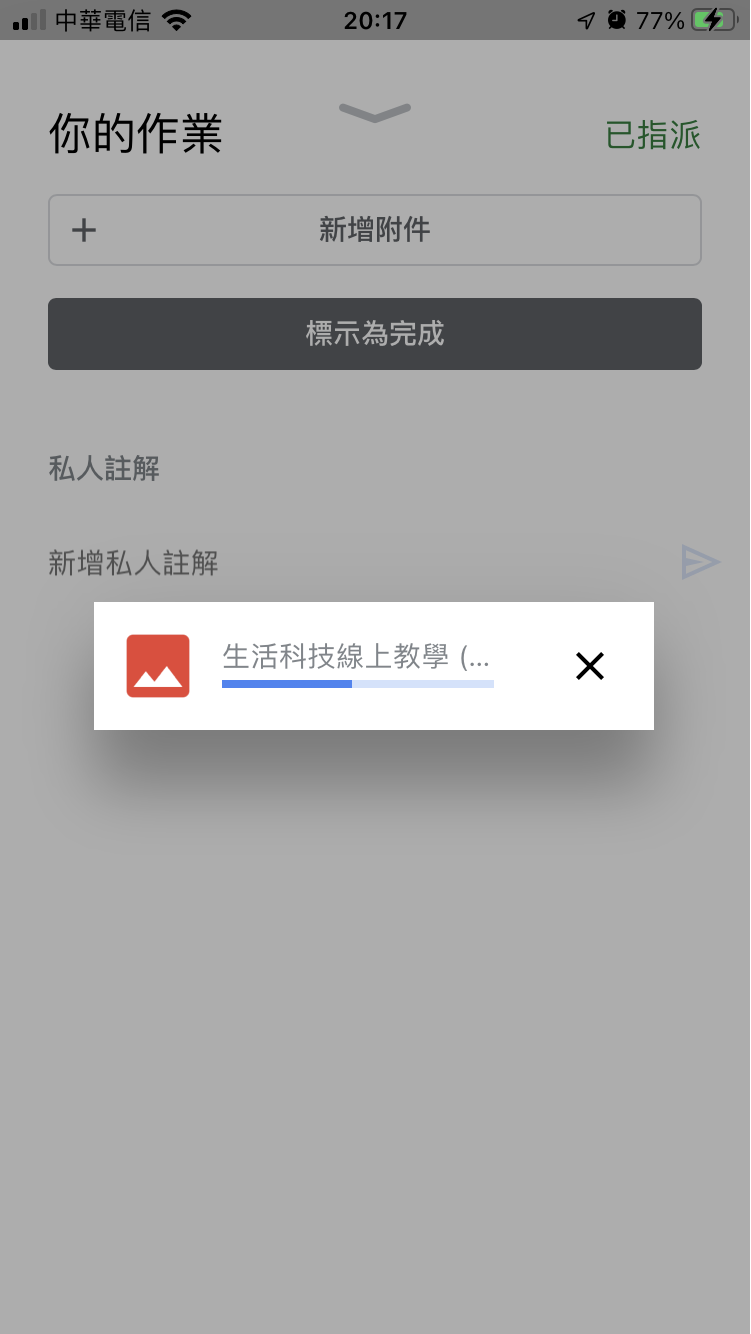 中華電信 20:17 77%
你的作業 已指派
+ 新增附件
標示為完成
私人註解
新增私人註解
生活科技線上教學 (...